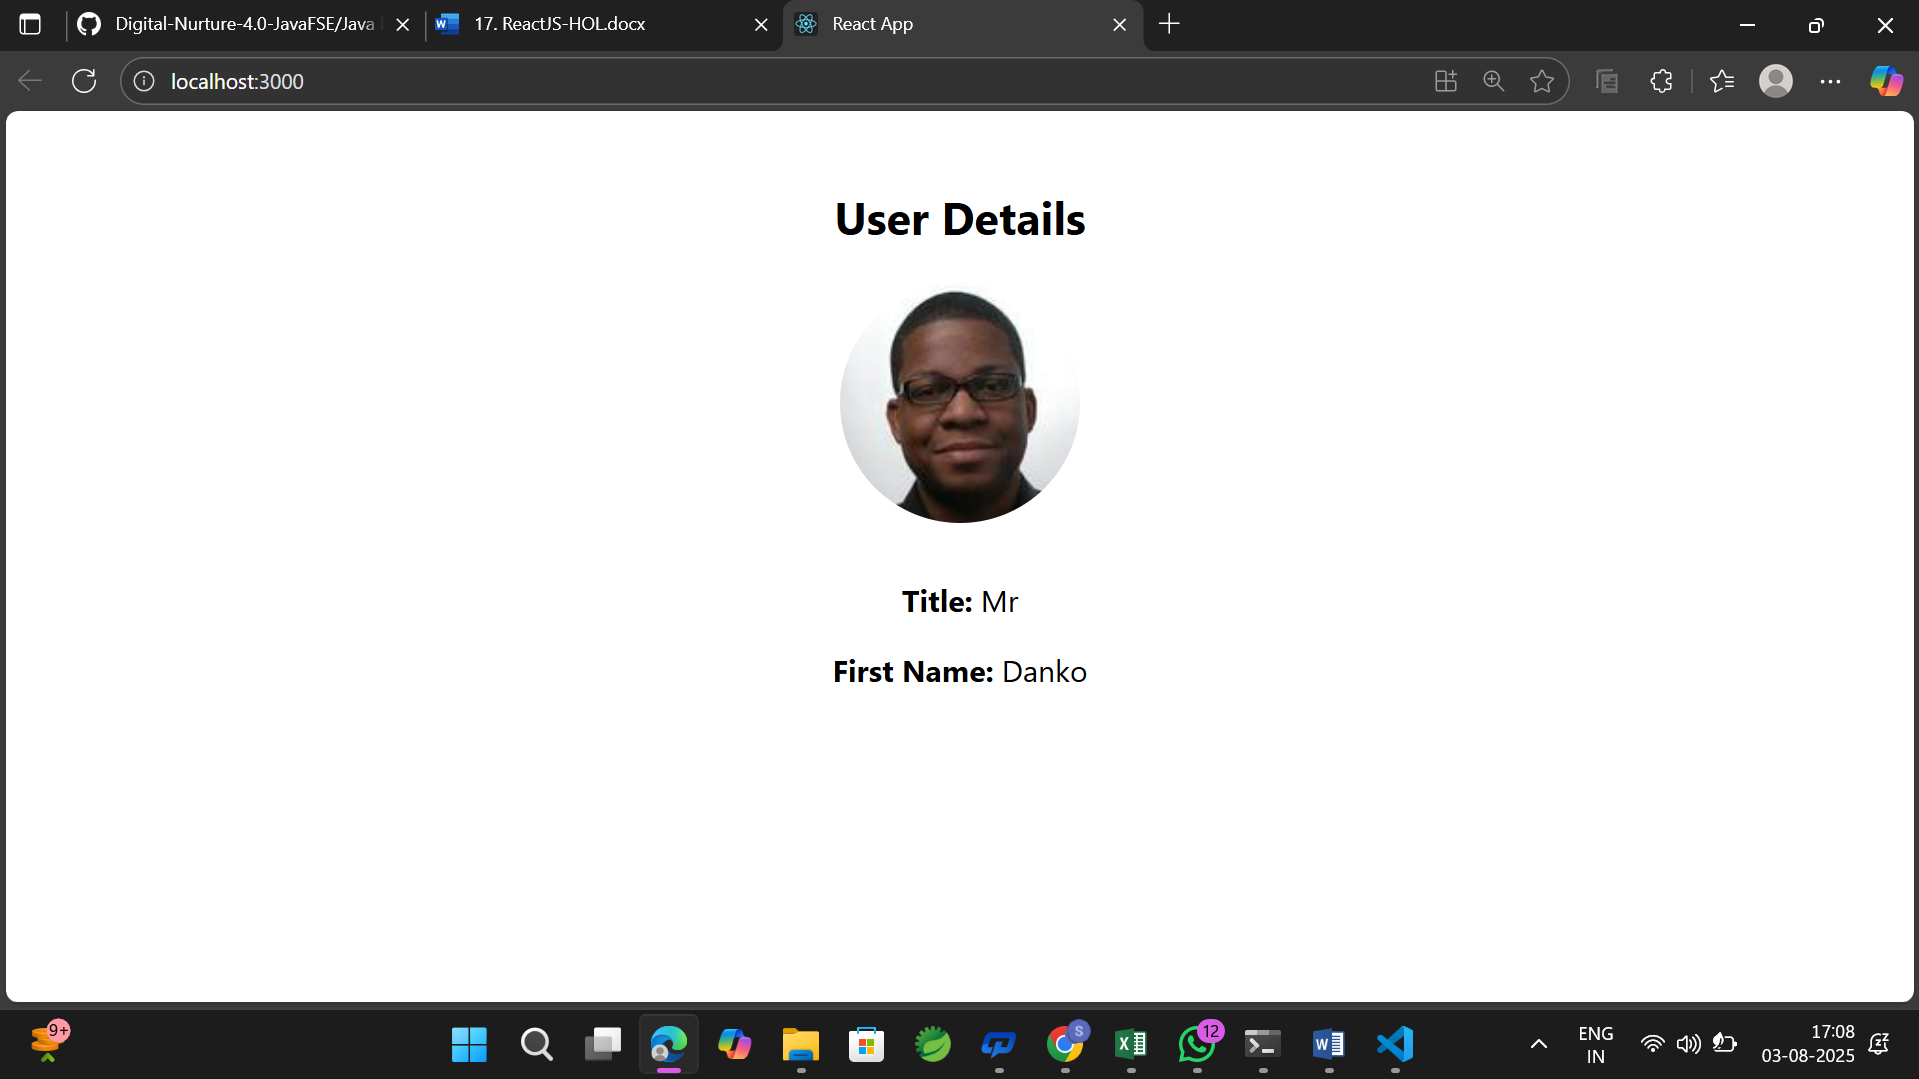 Digital-Nurture-4.0-JavaFSE/Java
17. ReactJS-HOL.docx
React App
localhost:3000
User Details
Title: Mr
First Name: Danko
9+
S
12
ENG
IN
17:08
03-08-2025